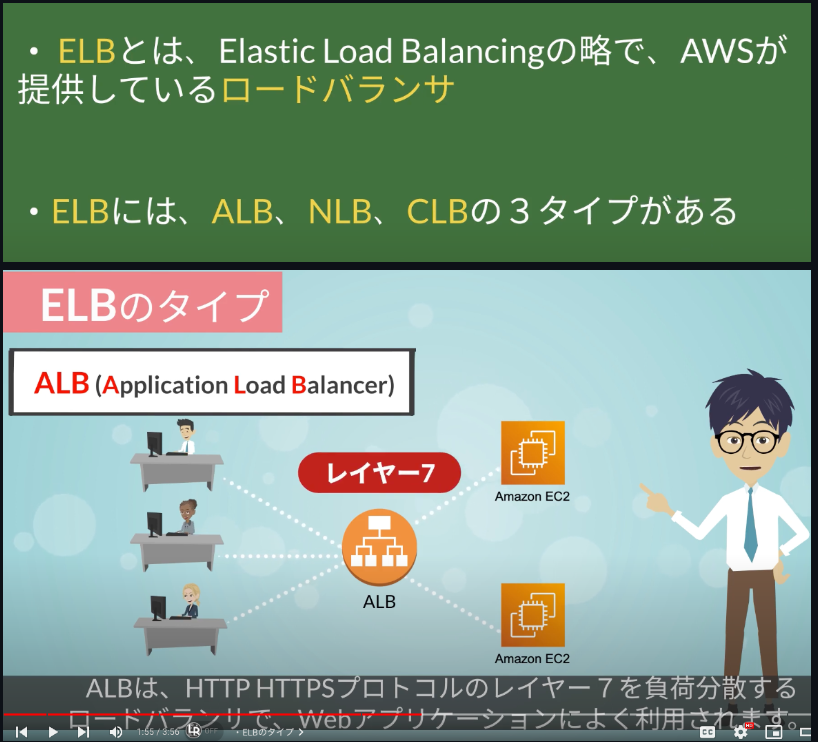 ・ELBとは、Elastic Load Balancingの略で、AWSが
提供しているロードバランサ
・ELBには、ALB、NLB、CLBの３タイプがある
ELBのタイプ
ALB (Application Load Balancer)
レイヤー7
Amazon EC2
ALB
Amazon EC2
ALBは、HTTP HTTPSプロトコルのレイヤー７を負荷分散する
ロードバランサで、Webアプリケーションによく利用されます。
1:55 / 3:56 ・ELBのタイプ
CC
HD